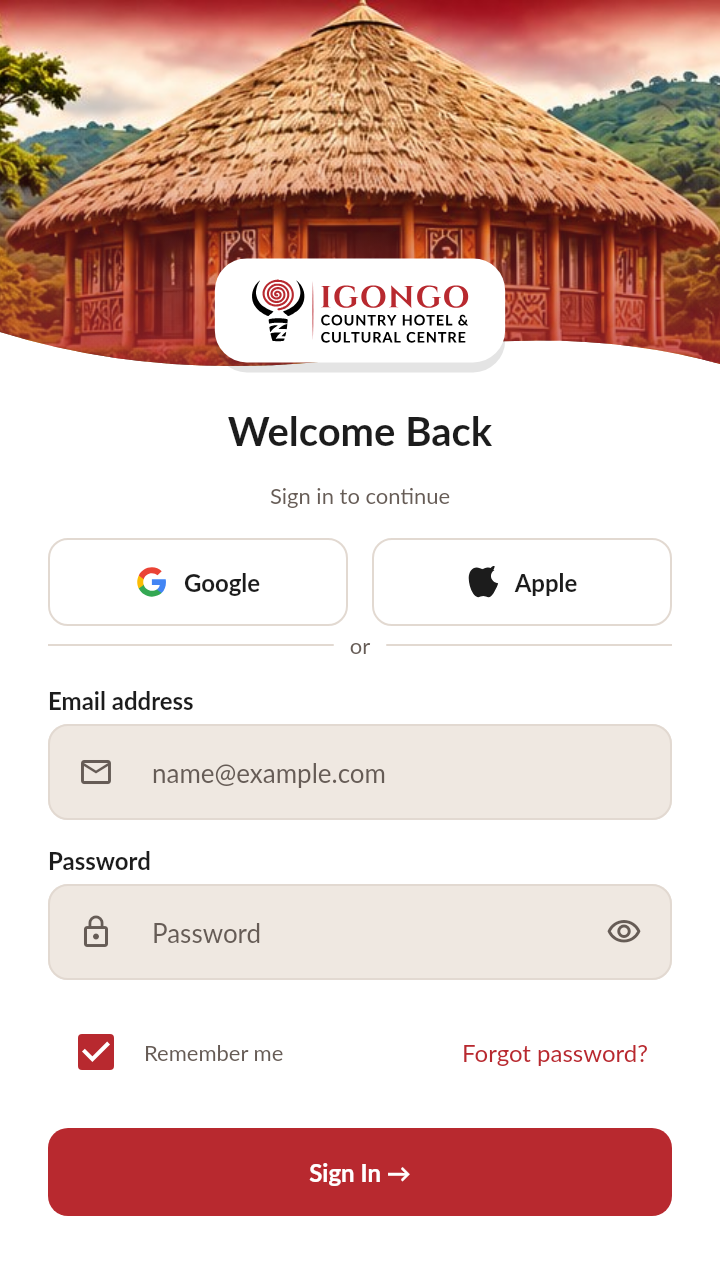 IGONGO
COUNTRY HOTEL &
CULTURAL CENTRE
Welcome Back
Sign in to continue
Google
Apple
or
Email address
name@example.com
Password
Password
Remember me
Forgot password?
Sign In →